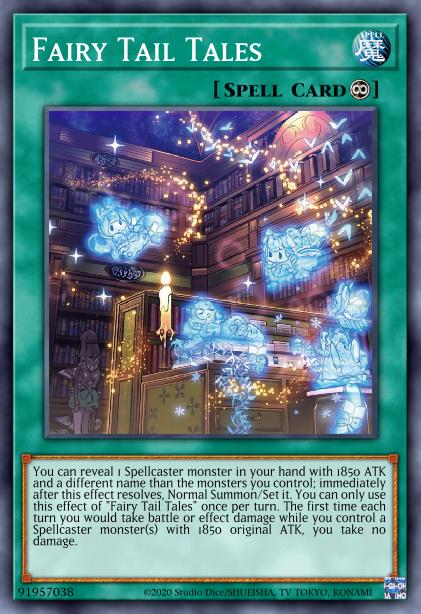 FAIRY TAIL TALES
SPELL
魔
[SPELL CARD]
You can reveal 1 Spellcaster monster in your hand with 1850 ATK
and a different name than the monsters you control; immediately
after this effect resolves, Normal Summon/Set it. You can only use
this effect of "Fairy Tail Tales" once per turn. The first time each
turn you would take battle or effect damage while you control a
Spellcaster monster(s) with 1850 original ATK, you take no
damage.
91957038
©2020 Studio Dice/SHUEISHA, TV TOKYO, KONAMI